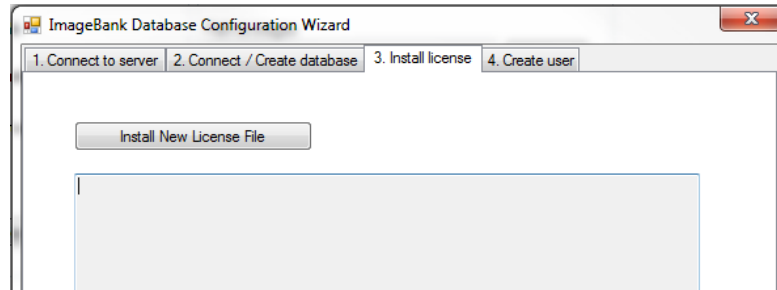 ImageBank Database Configuration Wizard
1. Connect to server 2. Connect / Create database 3. Install license 4. Create user
Install New License File